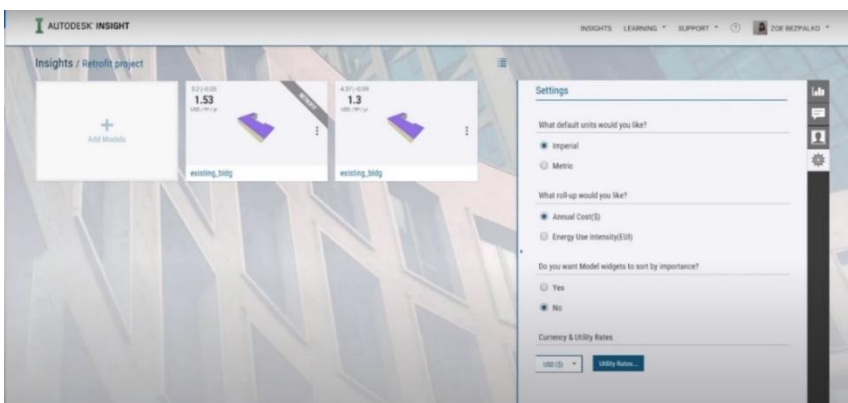 AUTODESK® INSIGHT
INSIGHTS LEARNING SUPPORT ZOE BEZPALKO
Insights / Retrofit project
Add Models
1.53
existing_bldg
1.3
existing_bldg
Settings
What default units would you like?
Imperial
Metric
What roll-up would you like?
Annual Cost($)
Energy Use Intensity(EUI)
Do you want Model widgets to sort by importance?
Yes
No
Currency & Utility Rates
USD ($)
Utility Rates...